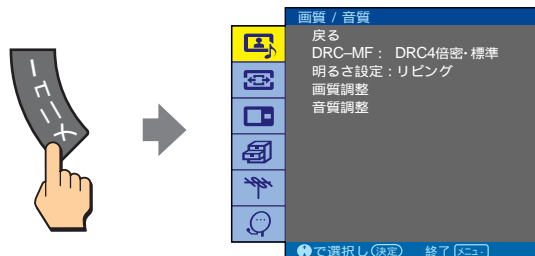 メニュー
画質 / 音質
戻る
DRC–MF： DRC4倍密・標準
明るさ設定：リビング
画質調整
音質調整
で選択し 決定 終了 メニュー